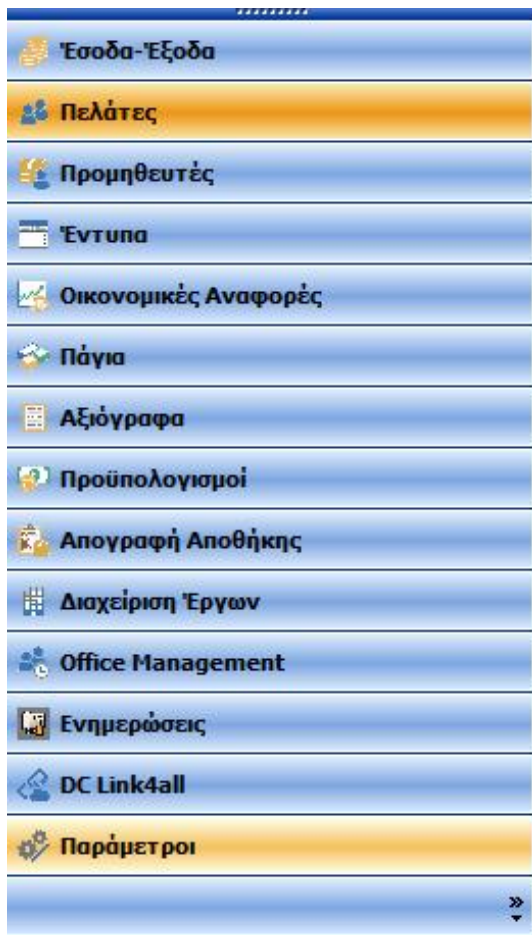 Έσοδα-Έξοδα
Πελάτες
Προμηθευτές
Έντυπα
Οικονομικές Αναφορές
Πάγια
Αξιόγραφα
Προϋπολογισμοί
Απογραφή Αποθήκης
Διαχείριση Έργων
Office Management
Ενημερώσεις
DC Link4all
Παράμετροι